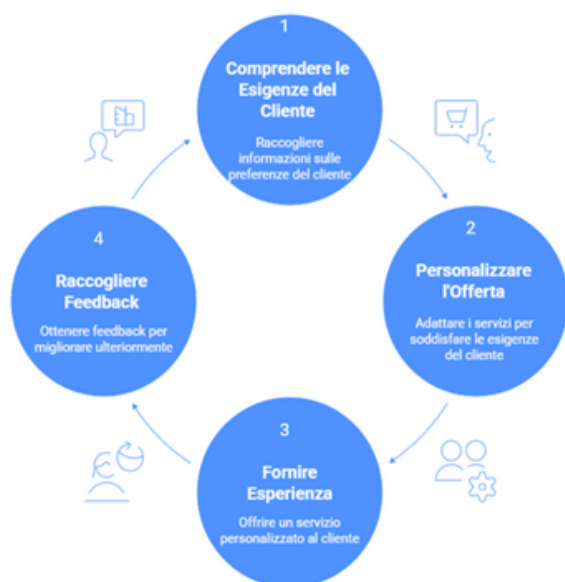 1
Comprendere le
Esigenze del
Cliente
Raccogliere
informazioni sulle
preferenze del cliente
2
Personalizzare
l'Offerta
Adattare i servizi per
soddisfare le esigenze
del cliente
3
Fornire
Esperienza
Offrire un servizio
personalizzato al cliente
4
Raccogliere
Feedback
Ottenere feedback per
migliorare ulteriormente